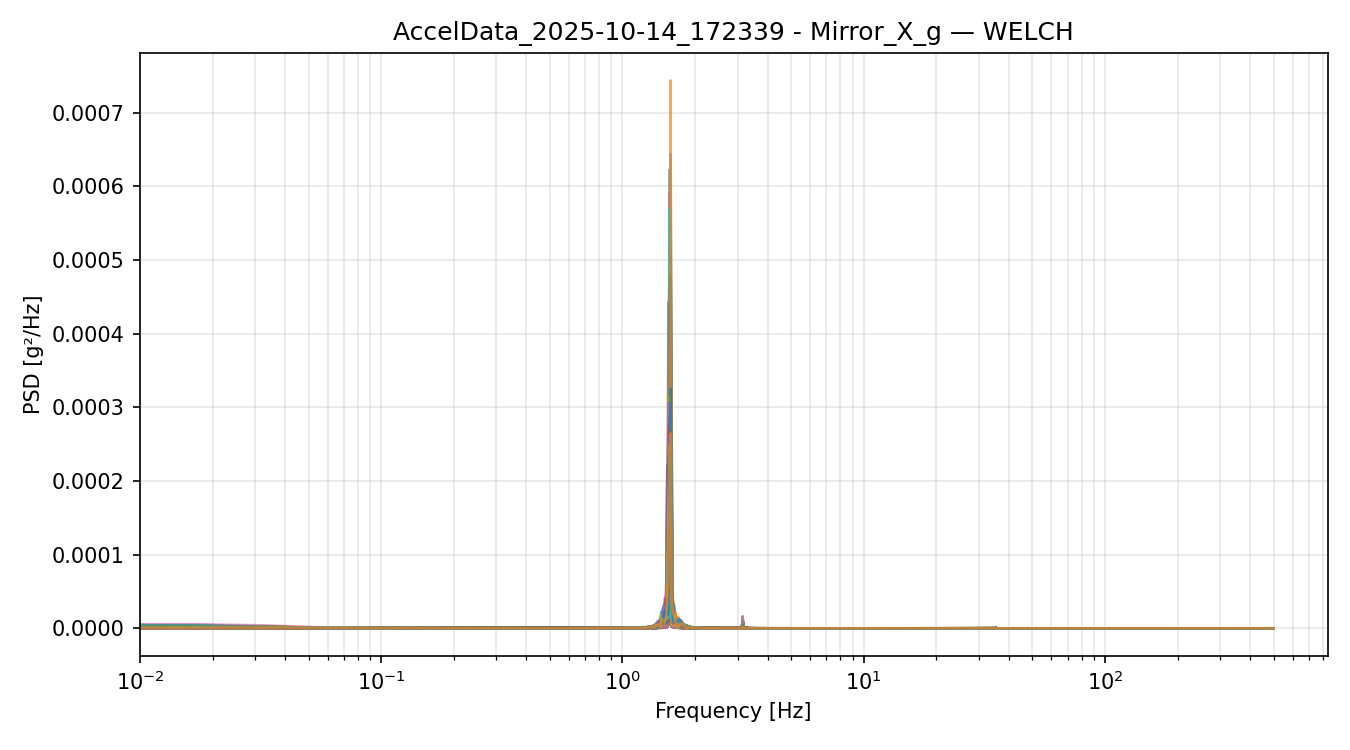 AccelData_2025-10-14_172339 - Mirror_X_g — WELCH
PSD [g²/Hz]
0.0007
0.0006
0.0005
0.0004
0.0003
0.0002
0.0001
0.0000
10⁻² 10⁻¹ 10⁰ 10¹ 10²
Frequency [Hz]